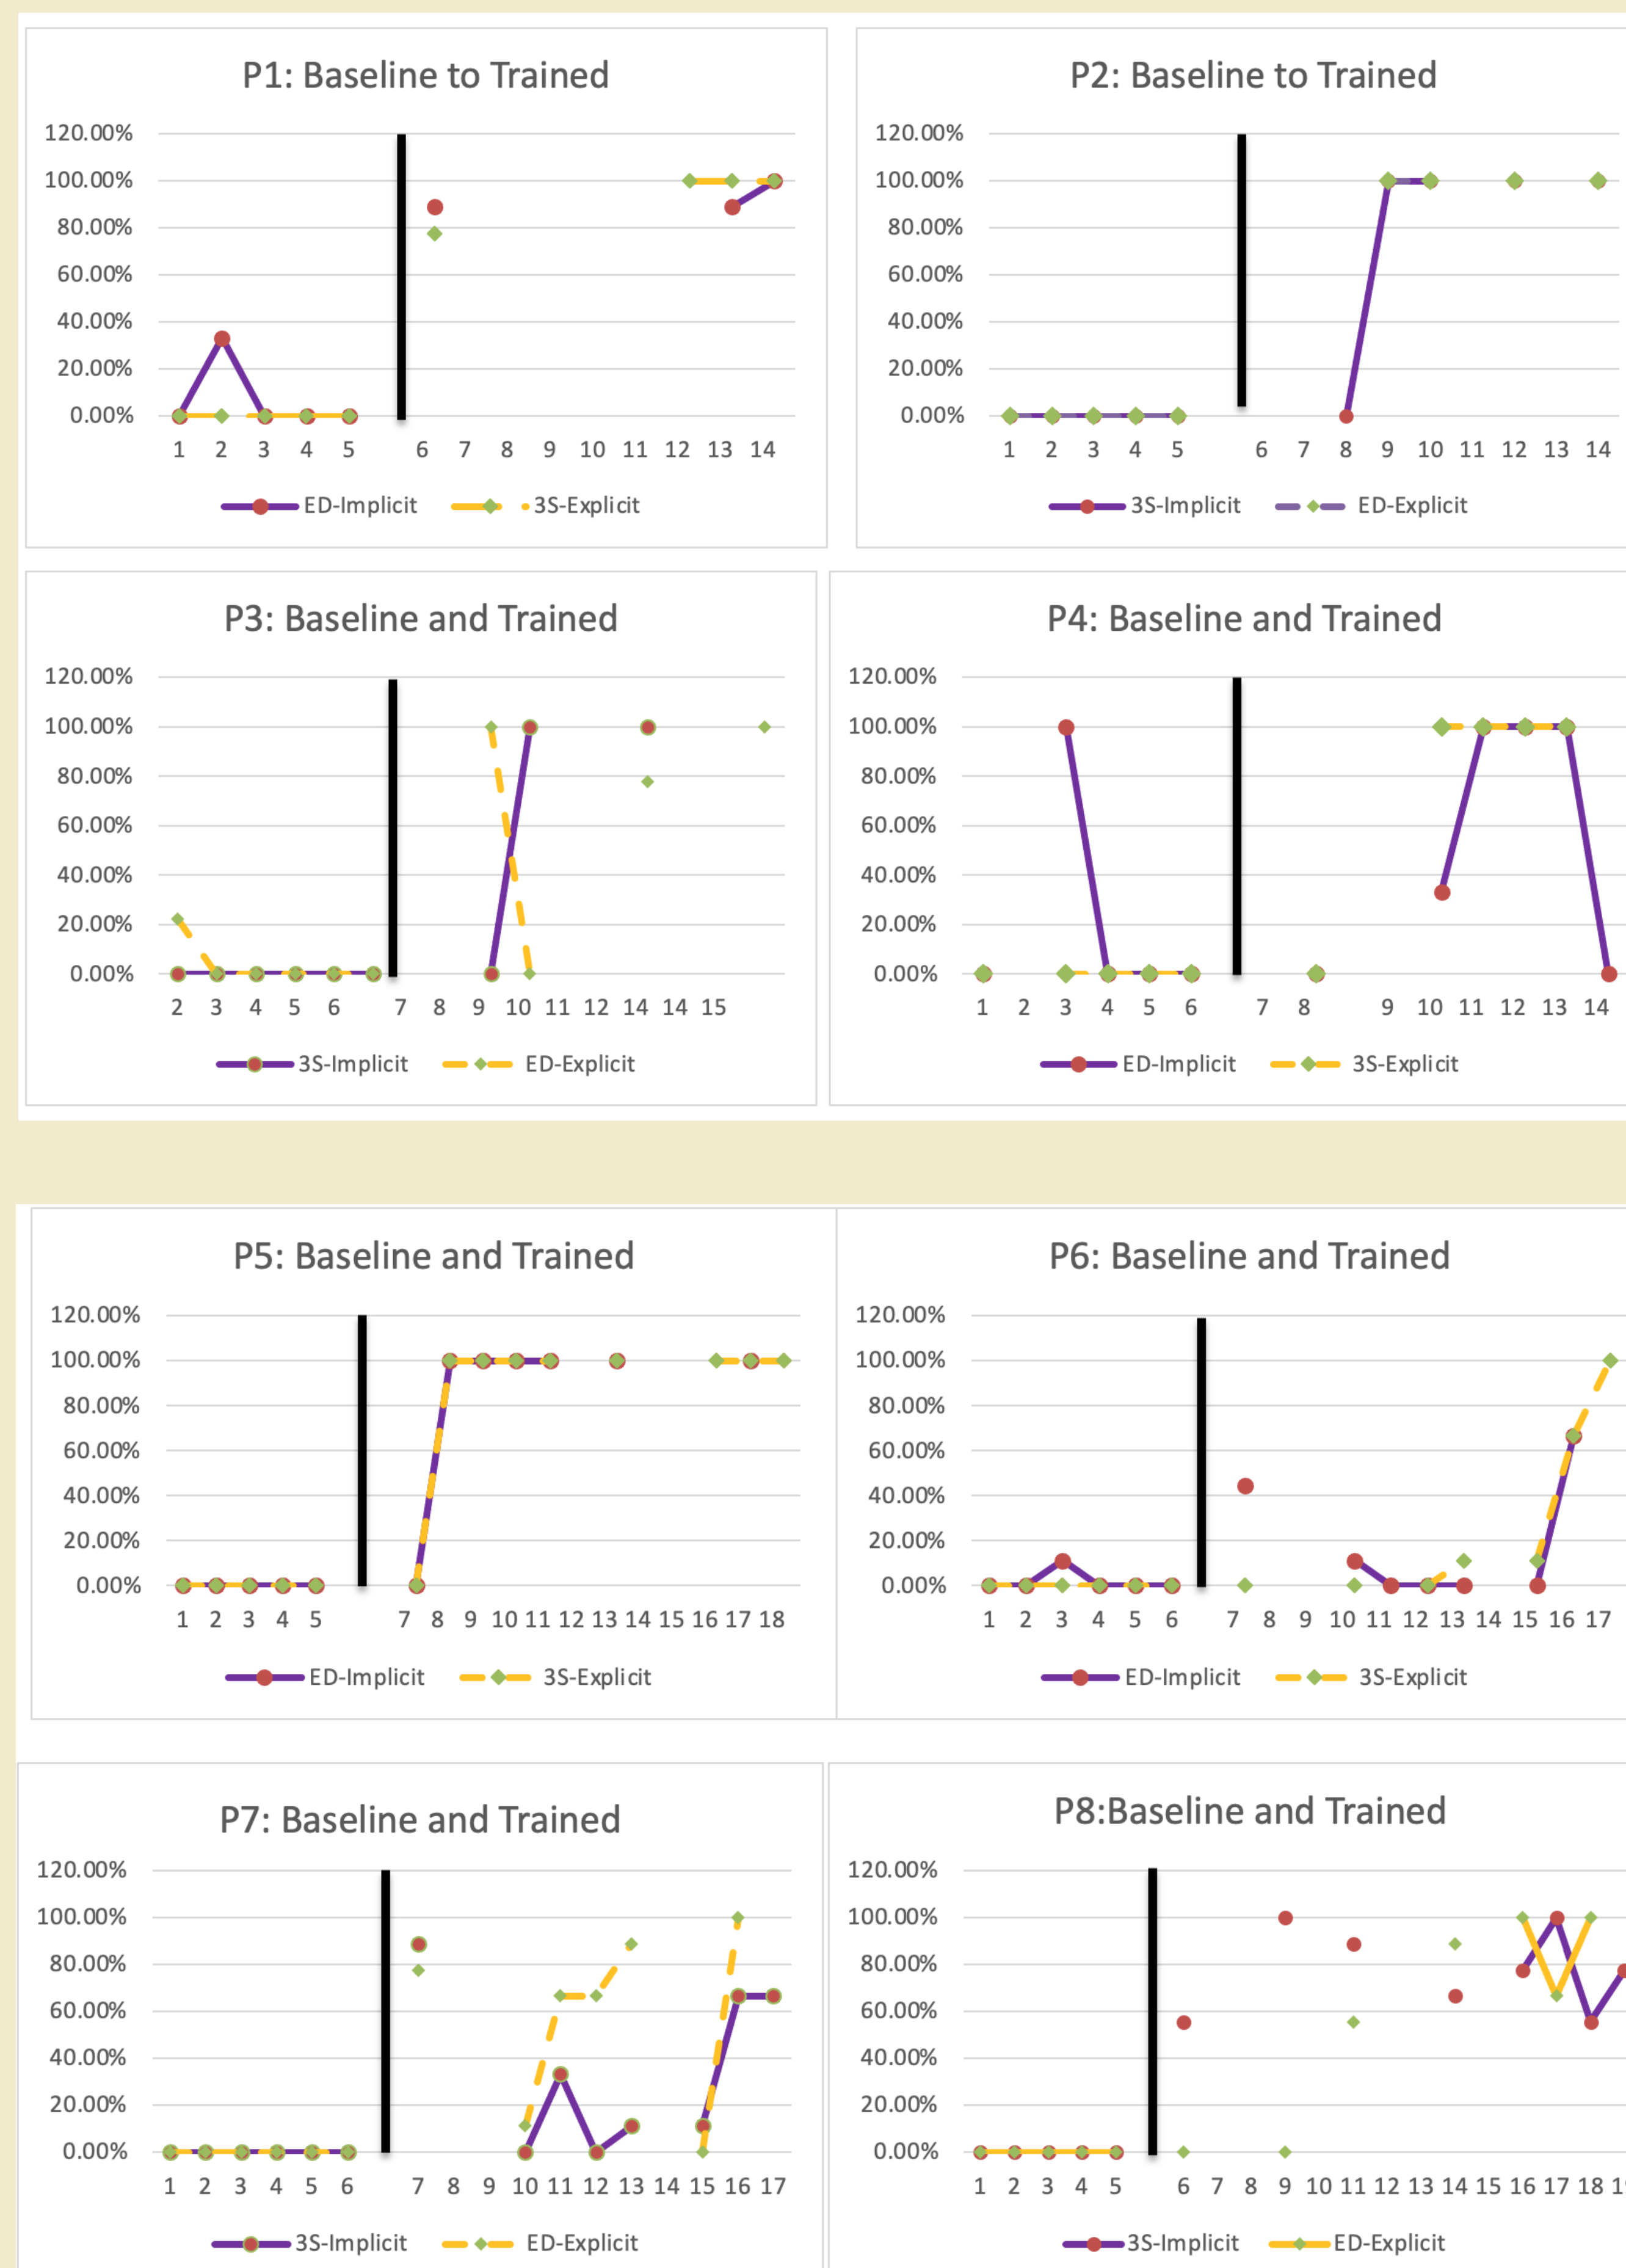 P1: Baseline to Trained
120.00%
100.00%
80.00%
60.00%
40.00%
20.00%
0.00%
1 2 3 4 5 6 7 8 9 10 11 12 13 14
ED-Implicit 3S-Explicit
P2: Baseline to Trained
120.00%
100.00%
80.00%
60.00%
40.00%
20.00%
0.00%
1 2 3 4 5 6 7 8 9 10 11 12 13 14
3S-Implicit ED-Explicit
P3: Baseline and Trained
120.00%
100.00%
80.00%
60.00%
40.00%
20.00%
0.00%
2 3 4 5 6 7 8 9 10 11 12 14 14 15
3S-Implicit ED-Explicit
P4: Baseline and Trained
120.00%
100.00%
80.00%
60.00%
40.00%
20.00%
0.00%
1 2 3 4 5 6 7 8 9 10 11 12 13 14
ED-Implicit 3S-Explicit
P5: Baseline and Trained
120.00%
100.00%
80.00%
60.00%
40.00%
20.00%
0.00%
1 2 3 4 5 7 8 9 10 11 12 13 14 15 16 17 18
ED-Implicit 3S-Explicit
P6: Baseline and Trained
120.00%
100.00%
80.00%
60.00%
40.00%
20.00%
0.00%
1 2 3 4 5 6 7 8 9 10 11 12 13 14 15 16 17
ED-Implicit 3S-Explicit
P7: Baseline and Trained
120.00%
100.00%
80.00%
60.00%
40.00%
20.00%
0.00%
1 2 3 4 5 6 7 8 9 10 11 12 13 14 15 16 17
3S-Implicit ED-Explicit
P8:Baseline and Trained
120.00%
100.00%
80.00%
60.00%
40.00%
20.00%
0.00%
1 2 3 4 5 6 7 8 9 10 11 12 13 14 15 16 17 18
3S-Implicit ED-Explicit